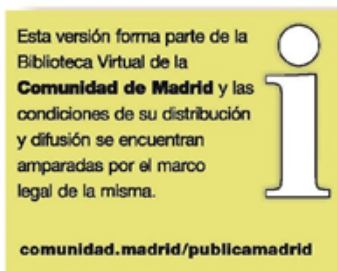 Esta versión forma parte de la
Biblioteca Virtual de la
Comunidad de Madrid y las
condiciones de su distribución
y difusión se encuentran
amparadas por el marco
legal de la misma.
comunidad.madrid/publicamadrid